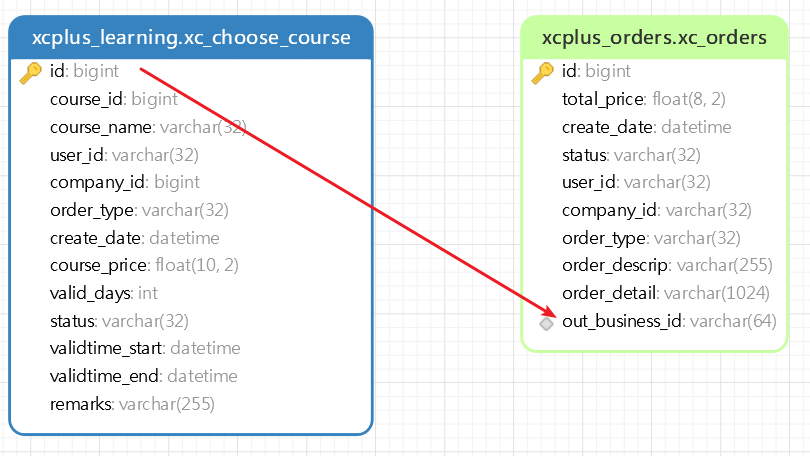 xcplus_learning.xc_choose_course
id: bigint
course_id: bigint
course_name: varchar(32)
user_id: varchar(32)
company_id: bigint
order_type: varchar(32)
create_date: datetime
course_price: float(10, 2)
valid_days: int
status: varchar(32)
validtime_start: datetime
validtime_end: datetime
remarks: varchar(255)
xcplus_orders.xc_orders
id: bigint
total_price: float(8, 2)
create_date: datetime
status: varchar(32)
user_id: varchar(32)
company_id: varchar(32)
order_type: varchar(32)
order_descrip: varchar(255)
order_detail: varchar(1024)
out_business_id: varchar(64)